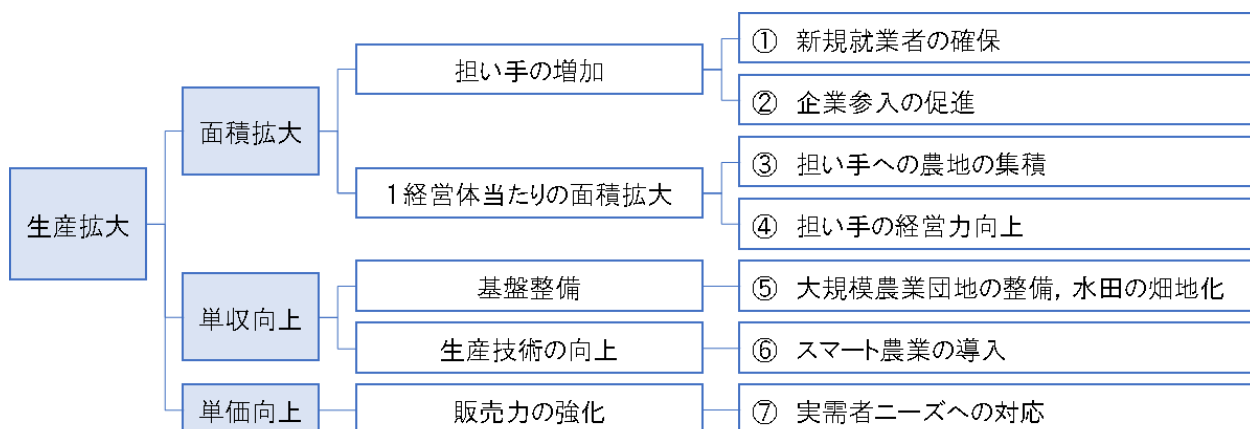 生産拡大
面積拡大
担い手の増加
① 新規就業者の確保
② 企業参入の促進
1経営体当たりの面積拡大
③ 担い手への農地の集積
④ 担い手の経営力向上
単収向上
基盤整備
⑤ 大規模農業団地の整備, 水田の畑地化
生産技術の向上
⑥ スマート農業の導入
単価向上
販売力の強化
⑦ 実需者ニーズへの対応